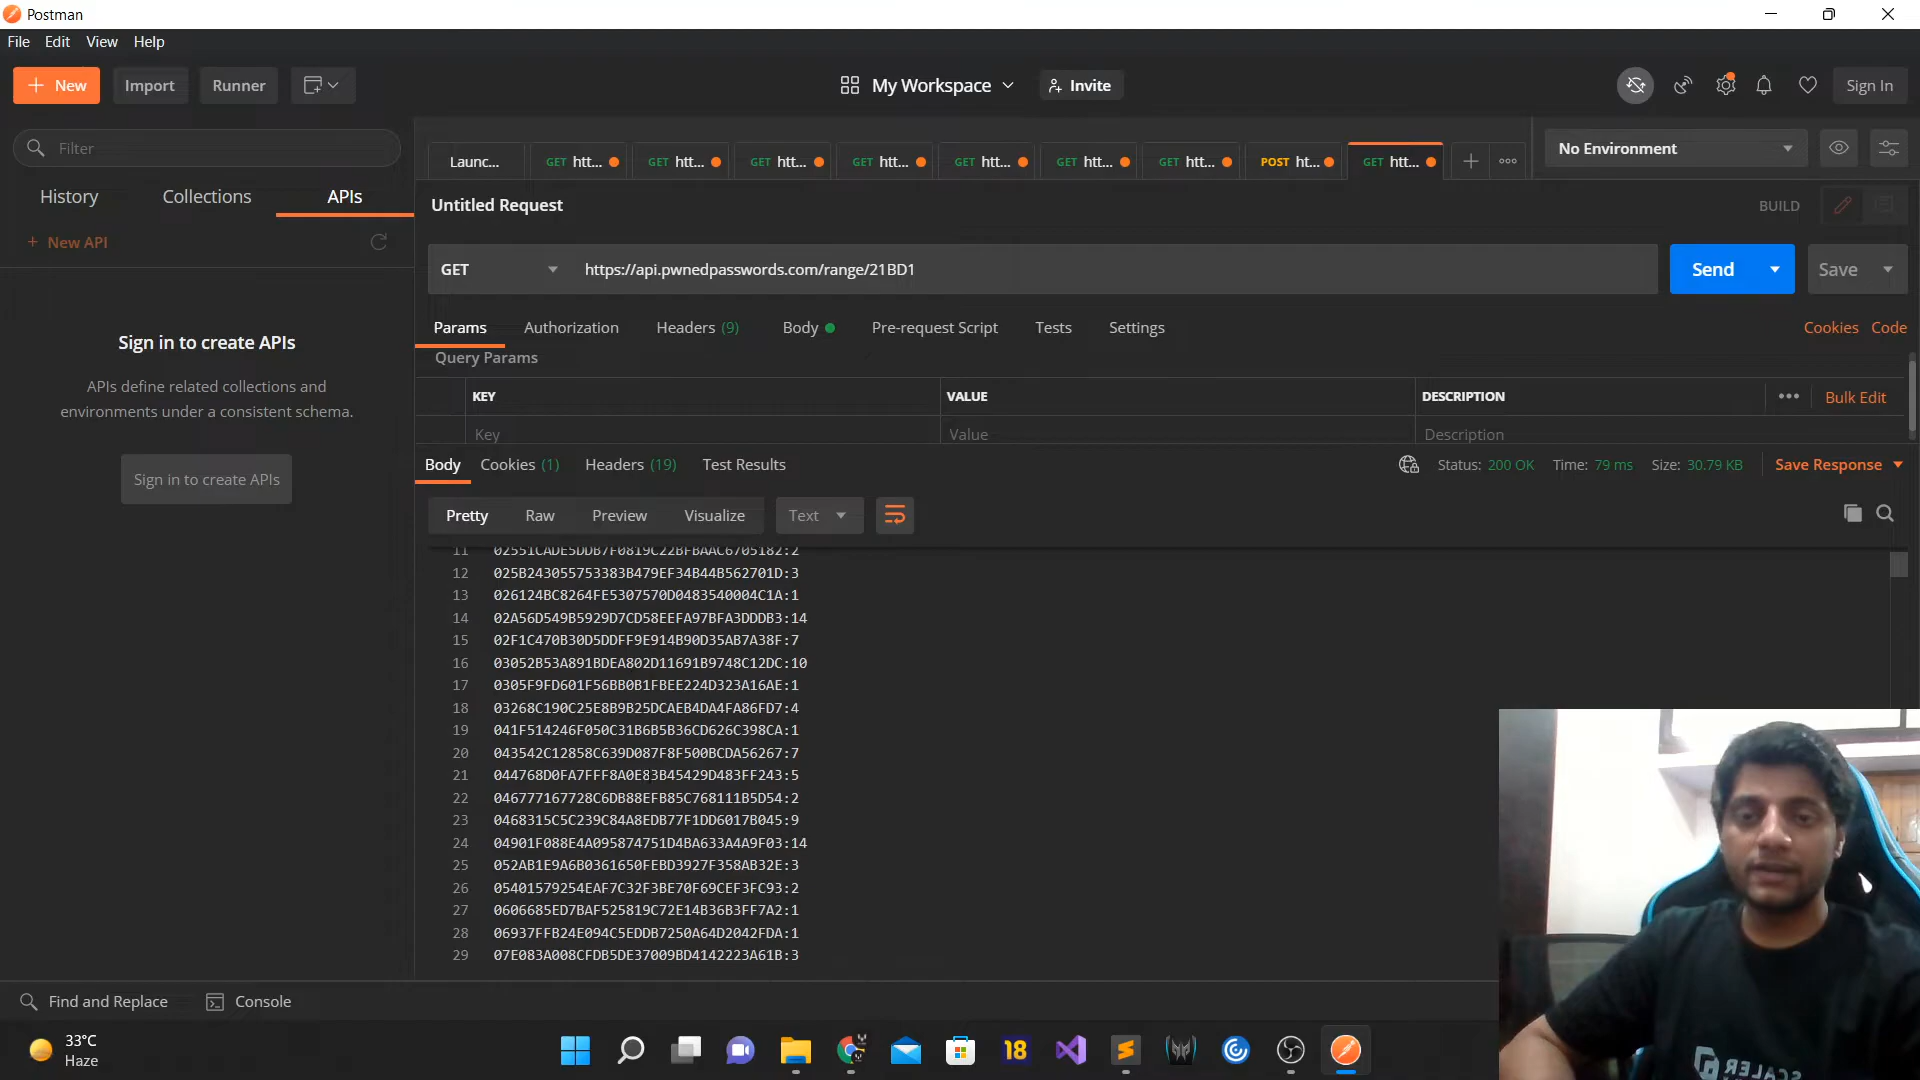 Postman
File Edit View Help
+ New Import Runner My Workspace Invite Sign In
Filter
Launc... GET htt... GET htt... GET htt... GET htt... GET htt... GET htt... GET htt... POST ht... GET htt... + No Environment
History Collections APIs
Untitled Request BUILD
+ New API
GET https://api.pwnedpasswords.com/range/21BD1 Send Save
Params Authorization Headers (9) Body Pre-request Script Tests Settings Cookies Code
Query Params
KEY VALUE DESCRIPTION Bulk Edit
Key Value Description
Sign in to create APIs
APIs define related collections and
environments under a consistent schema.
Sign in to create APIs
Body Cookies (1) Headers (19) Test Results Status: 200 OK Time: 79 ms Size: 30.79 KB Save Response
Pretty Raw Preview Visualize Text
11 02551CADE5DDB7F0819C22BFBAAC6705182:2
12 025B243055753383B479EF34B44B562701D:3
13 026124BC8264FE5307570D0483540004C1A:1
14 02A56D549B5929D7CD58EEFA97BFA3DDDB3:14
15 02F1C470B30D5DDFF9E914B90D35AB7A38F:7
16 03052B53A891BDEA802D11691B9748C12DC:10
17 0305F9FD601F56BB0B1FBEE224D323A16AE:1
18 03268C190C25E8B9B25DCAEB4DA4FA86FD7:4
19 041F514246F050C31B6B5B36CD626C398CA:1
20 043542C12858C639D087F8F500BCDA56267:7
21 044768D0FA7FFF8A0E83B45429D483FF243:5
22 046777167728C6DB88EFB85C768111B5D54:2
23 0468315C5C239C84A8EDB77F1DD6017B045:9
24 04901F088E4A095874751D4BA633A4A9F03:14
25 052AB1E9A6B0361650FEBD3927F358AB32E:3
26 05401579254EAF7C32F3BE70F69CEF3FC93:2
27 0606685ED7BAF525819C72E14B36B3FF7A2:1
28 06937FFB24E094C5EDDB7250A64D2042FDA:1
29 07E083A008CFDB5DE37009BD4142223A61B:3
Find and Replace Console
33°C
Haze
18
SCALER